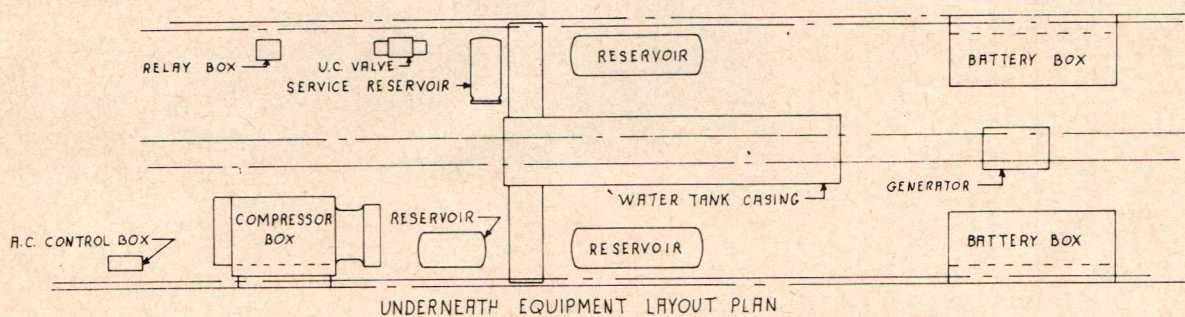 RELAY BOX
U.C. VALVE
SERVICE RESERVOIR
RESERVOIR
BATTERY BOX
GENERATOR
WATER TANK CASING
A.C. CONTROL BOX
COMPRESSOR
BOX
RESERVOIR
RESERVOIR
BATTERY BOX
UNDERNEATH EQUIPMENT LAYOUT PLAN